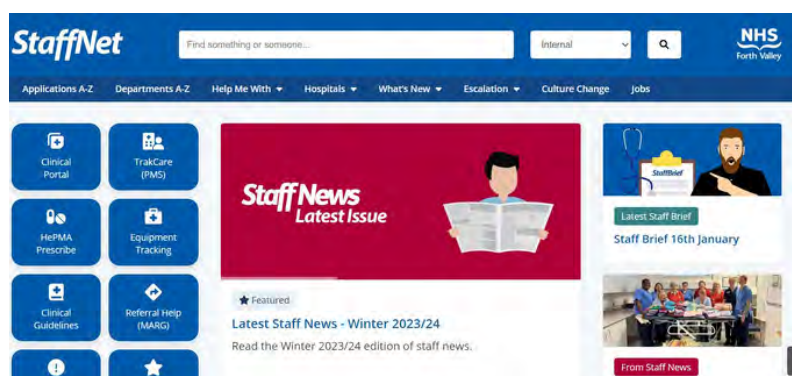 StaffNet
Find something or someone...
Internal
NHS
Forth Valley
Applications A-Z
Departments A-Z
Help Me With
Hospitals
What's New
Escalation
Culture Change
Jobs
Clinical
Portal
TrakCare
(PMS)
HePMA
Prescribe
Equipment
Tracking
Clinical
Guidelines
Referral Help
(MARG)
Staff News
Latest Issue
Featured
Latest Staff News - Winter 2023/24
Read the Winter 2023/24 edition of staff news.
StaffBrief
Latest Staff Brief
Staff Brief 16th January
From Staff News